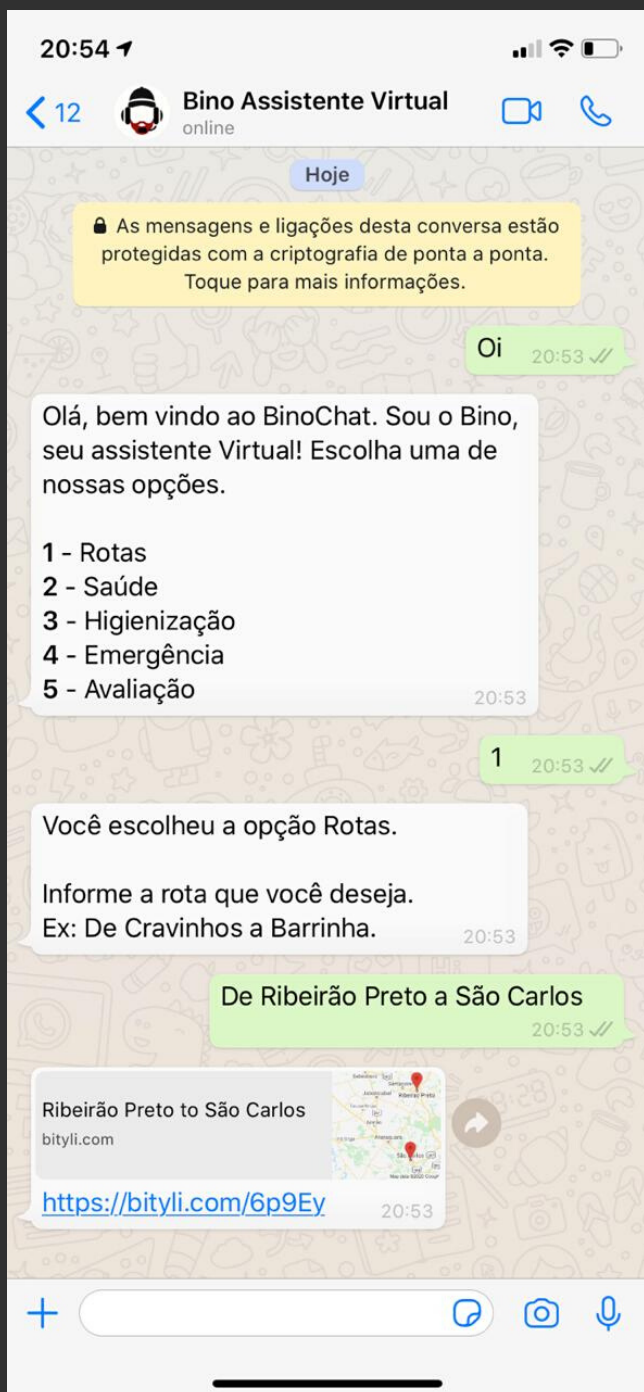 20:54
12
Bino Assistente Virtual
online
Hoje
As mensagens e ligações desta conversa estão
protegidas com a criptografia de ponta a ponta.
Toque para mais informações.
Oi 20:53
Olá, bem vindo ao BinoChat. Sou o Bino,
seu assistente Virtual! Escolha uma de
nossas opções.
1 - Rotas
2 - Saúde
3 - Higienização
4 - Emergência
5 - Avaliação
20:53
1 20:53
Você escolheu a opção Rotas.
Informe a rota que você deseja.
Ex: De Cravinhos a Barrinha.
20:53
De Ribeirão Preto a São Carlos
20:53
Ribeirão Preto to São Carlos
bityli.com
Ribeirão Preto
https://bityli.com/6p9Ey 20:53